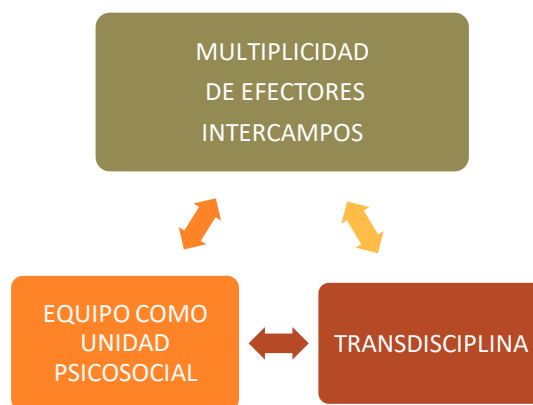 MULTIPLICIDAD
DE EFECTORES
INTERCAMPOS
EQUIPO COMO
UNIDAD
PSICOSOCIAL
TRANSDISCIPLINA